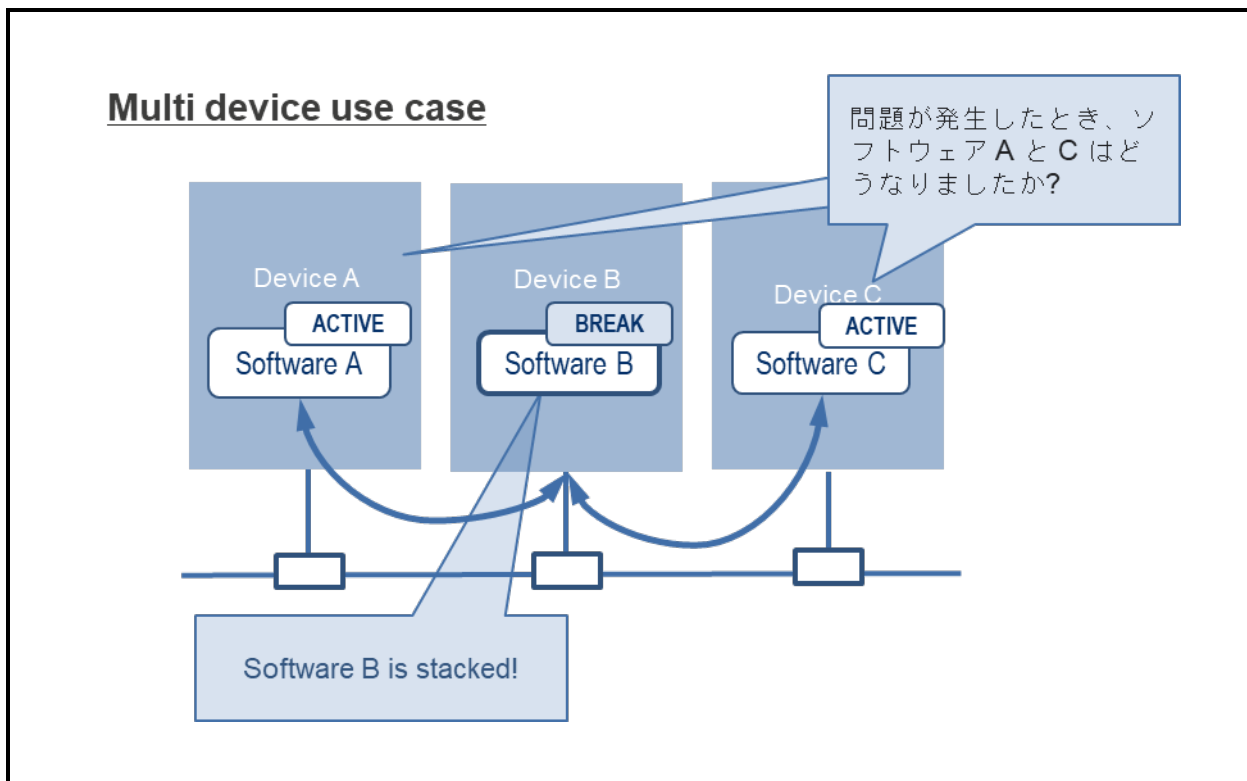 Multi device use case
問題が発生したとき、ソ
フトウェア A と C はど
うなりましたか?
Device A
Device B
Device C
ACTIVE
BREAK
ACTIVE
Software A
Software B
Software C
Software B is stacked!